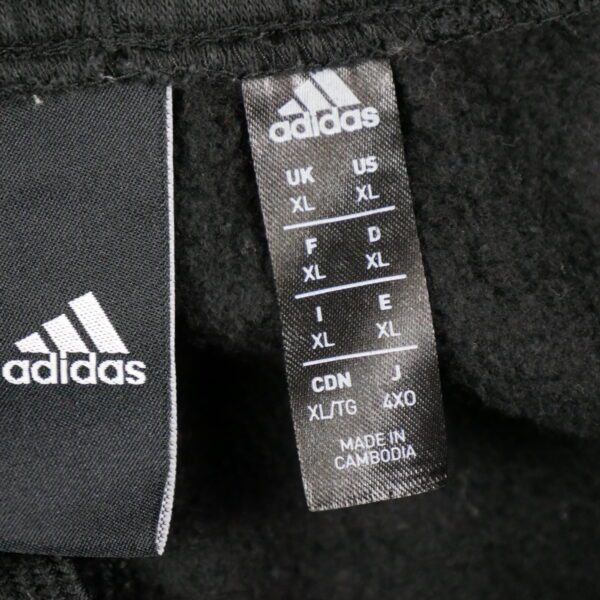 adidas
adidas
UK US
XL XL
F D
XL XL
I E
XL XL
CDN J
XL/TG 4XO
MADE IN
CAMBODIA